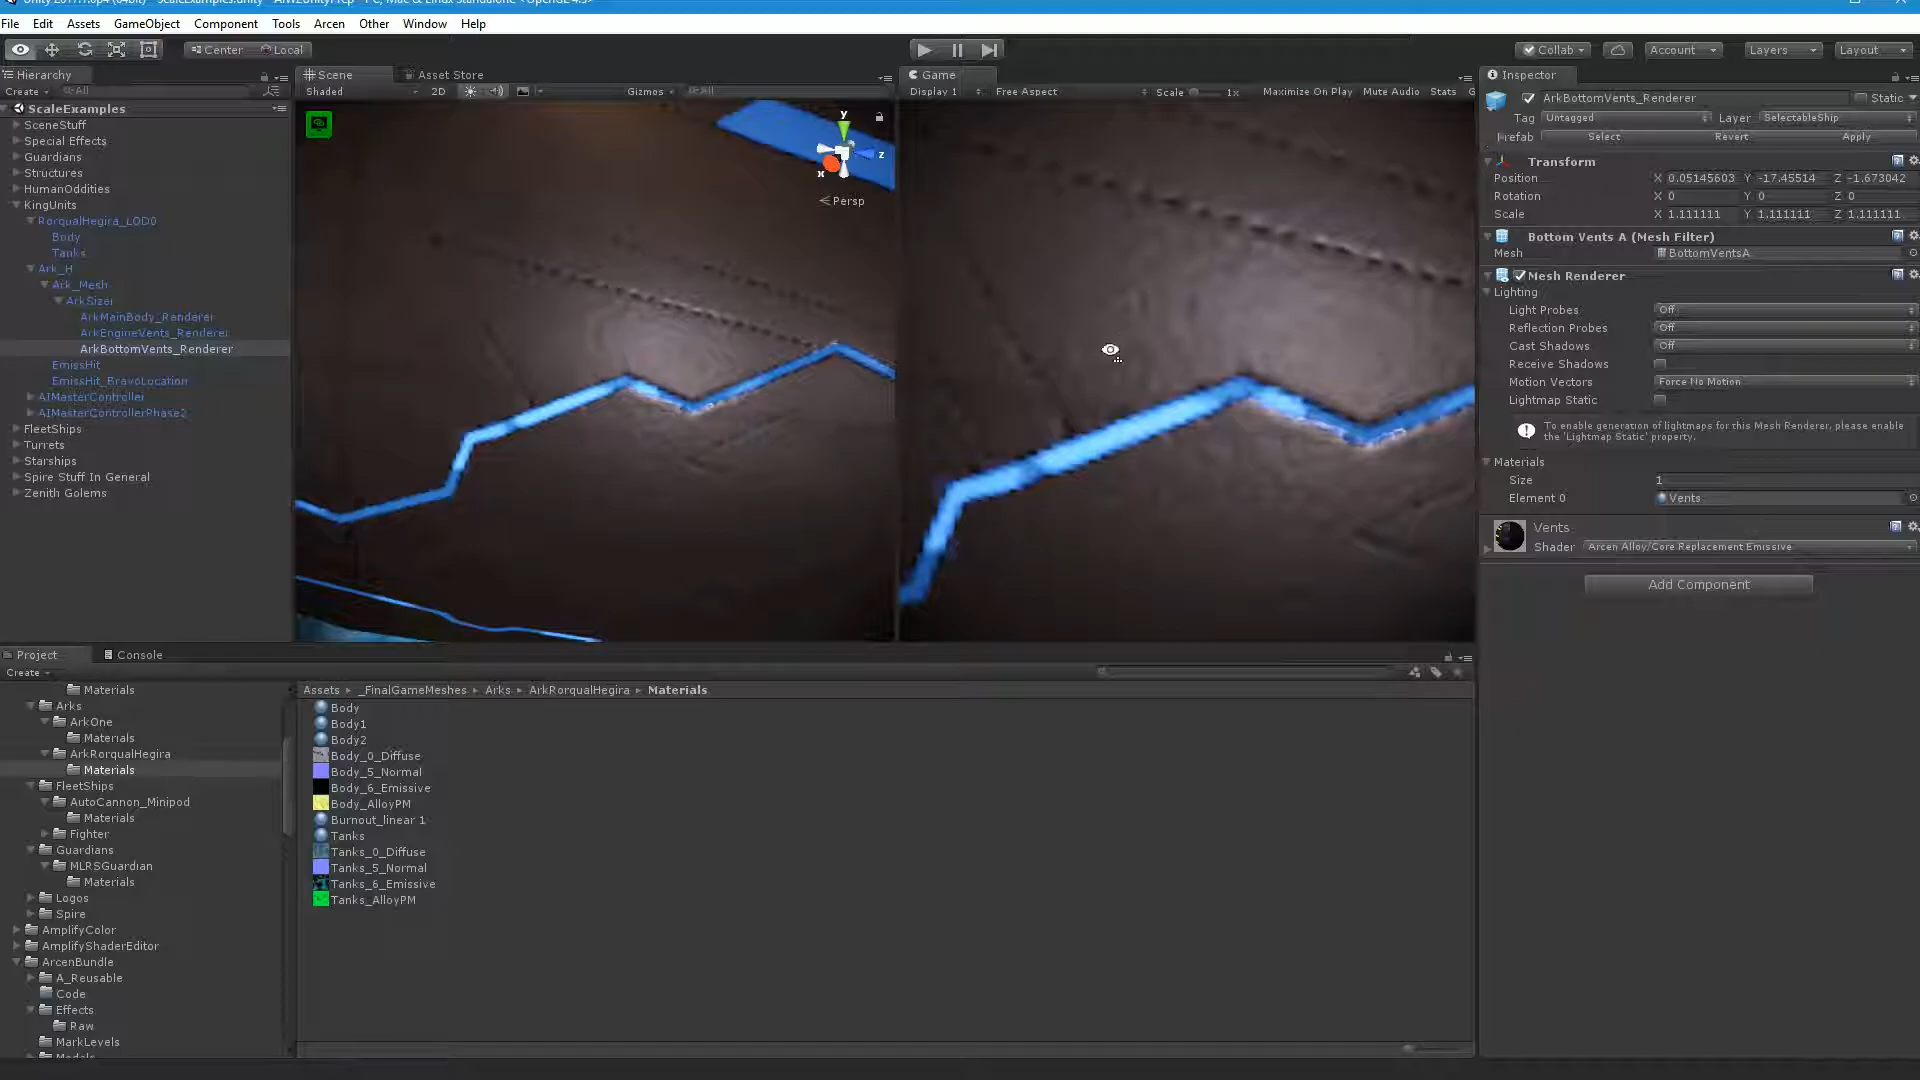 File Edit Assets GameObject Component Tools Arcen Other Window Help
Center Local Collab Account Layers Layout
Hierarchy Scene Asset Store Game Inspector
Create All Shaded 2D Gizmos All Display 1 Free Aspect Scale 1x Maximize On Play Mute Audio Stats G
ScaleExamples
SceneStuff
Special Effects
Guardians
Structures
HumanOddities
KingUnits
RorqualHegira_LOD0
Body
Tanks
Ark_H
Ark_Mesh
ArkSizer
ArkMainBody_Renderer
ArkEngineVents_Renderer
ArkBottomVents_Renderer
EmissHit
EmissHit_BravoLocation
AIMasterController
AIMasterControllerPhase2
FleetShips
Turrets
Starships
Spire Stuff In General
Zenith Golems
y
z
x
Persp
ArkBottomVents_Renderer Static
Tag Untagged Layer SelectableShip
Prefab Select Revert Apply
Transform
Position X 0.05145603 Y -17.45514 Z -1.673042
Rotation X 0 Y 0 Z 0
Scale X 1.111111 Y 1.111111 Z 1.111111
Bottom Vents A (Mesh Filter)
Mesh BottomVentsA
Mesh Renderer
Lighting
Light Probes Off
Reflection Probes Off
Cast Shadows Off
Receive Shadows
Motion Vectors Force No Motion
Lightmap Static
To enable generation of lightmaps for this Mesh Renderer, please enable
the 'Lightmap Static' property.
Materials
Size 1
Element 0 Vents
Vents
Shader Arcen Alloy/Core Replacement Emissive
Add Component
Project Console
Create
Materials
Arks
ArkOne
Materials
ArkRorqualHegira
Materials
FleetShips
AutoCannon_Minipod
Materials
Fighter
Guardians
MLRSGuardian
Materials
Logos
Spire
AmplifyColor
AmplifyShaderEditor
ArcenBundle
A_Reusable
Code
Effects
Raw
MarkLevels
Assets _FinalGameMeshes Arks ArkRorqualHegira Materials
Body
Body1
Body2
Body_0_Diffuse
Body_5_Normal
Body_6_Emissive
Body_AlloyPM
Burnout_linear 1
Tanks
Tanks_0_Diffuse
Tanks_5_Normal
Tanks_6_Emissive
Tanks_AlloyPM